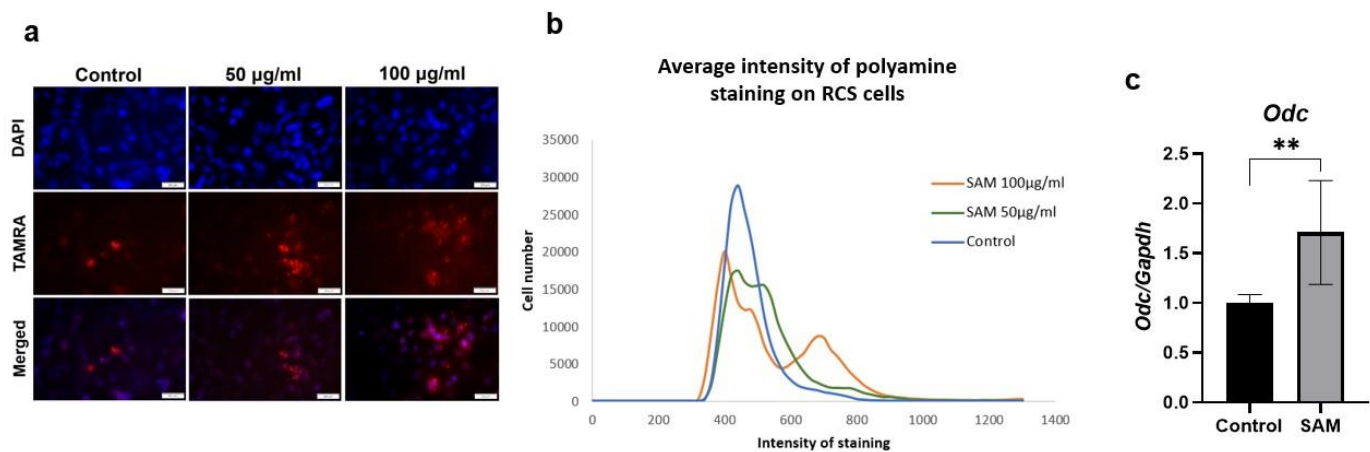 a
Control 50 µg/ml 100 µg/ml
DAPI
TAMRA
Merged
b
Average intensity of polyamine
staining on RCS cells
Cell number
35000
30000
25000
20000
15000
10000
5000
0
0 200 400 600 800 1000 1200 1400
Intensity of staining
SAM 100µg/ml
SAM 50µg/ml
Control
c
Odc
**
Odc/Gapdh
2.5
2.0
1.5
1.0
0.5
0.0
Control SAM